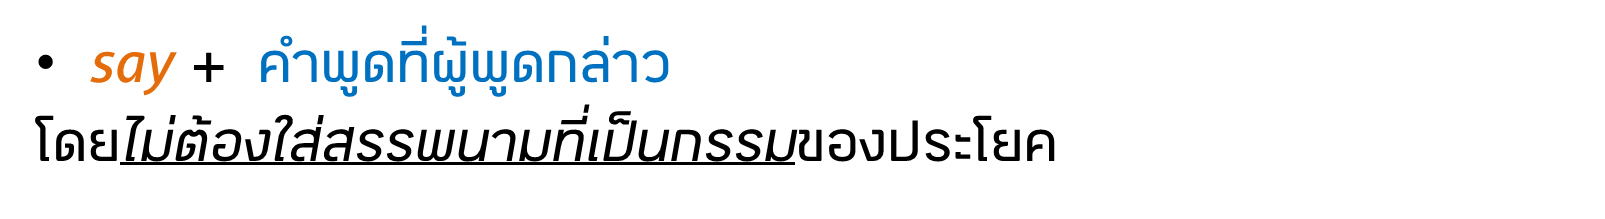 • say + คำพูดที่ผู้พูดกล่าว
โดยไม่ต้องใส่สรรพนามที่เป็นกรรมของประโยค